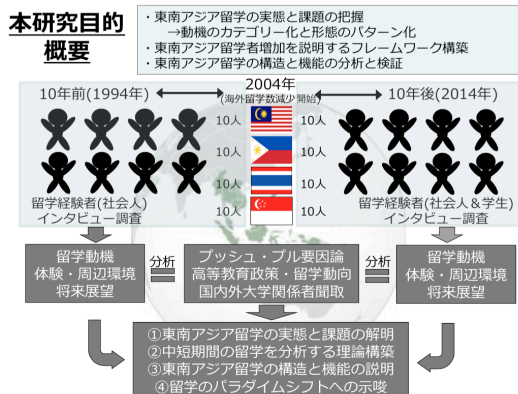 本研究目的
概要
・東南アジア留学の実態と課題の把握
→動機のカテゴリー化と形態のパターン化
・東南アジア留学者増加を説明するフレームワーク構築
・東南アジア留学の構造と機能の分析と検証
10年前(1994年)
2004年
(海外留学数減少開始)
10年後(2014年)
10人 10人
10人 10人
10人 10人
10人 10人
留学経験者(社会人)
インタビュー調査
留学経験者(社会人&学生)
インタビュー調査
留学動機
体験・周辺環境
将来展望
分析
プッシュ・プル要因論
高等教育政策・留学動向
国内外大学関係者聞取
分析
留学動機
体験・周辺環境
将来展望
①東南アジア留学の実態と課題の解明
②中短期間の留学を分析する理論構築
③東南アジア留学の構造と機能の説明
④留学のパラダイムシフトへの示唆